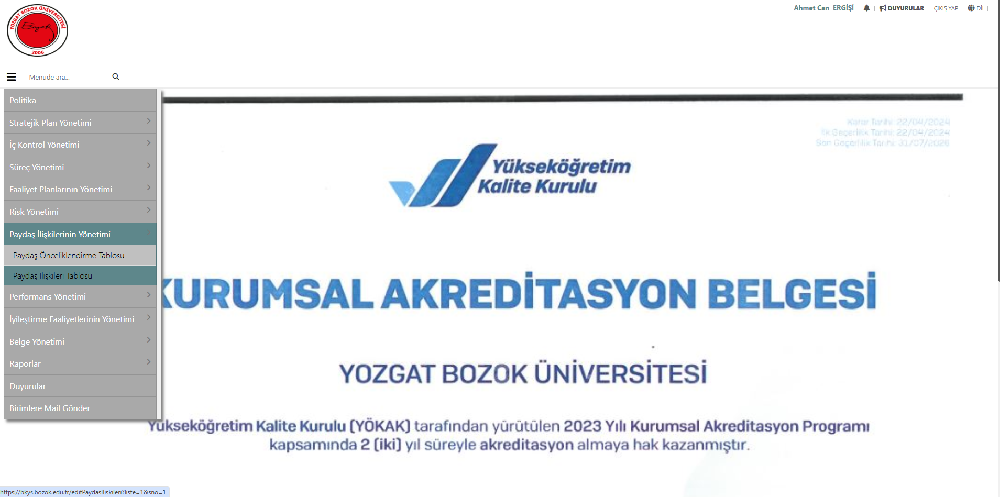 YOZGAT BOZOK ÜNİVERSİTESİ
Bozok
2006
Ahmet Can ERGİŞİ | | DUYURULAR | ÇIKIŞ YAP | DİL |
Menüde ara...
Politika
Stratejik Plan Yönetimi
İç Kontrol Yönetimi
Süreç Yönetimi
Faaliyet Planlarının Yönetimi
Risk Yönetimi
Paydaş İlişkilerinin Yönetimi
Paydaş Önceliklendirme Tablosu
Paydaş İlişkileri Tablosu
Performans Yönetimi
İyileştirme Faaliyetlerinin Yönetimi
Belge Yönetimi
Raporlar
Duyurular
Birimlere Mail Gönder
Karar Tarihi: 22/04/2024
İlk Geçerlilik Tarihi: 22/04/2024
Son Geçerlilik Tarihi: 31/07/2026
Yükseköğretim
Kalite Kurulu
KURUMSAL AKREDİTASYON BELGESİ
YOZGAT BOZOK ÜNİVERSİTESİ
Yükseköğretim Kalite Kurulu (YÖKAK) tarafından yürütülen 2023 Yılı Kurumsal Akreditasyon Programı
kapsamında 2 (iki) yıl süreyle akreditasyon almaya hak kazanmıştır.
https://bkys.bozok.edu.tr/editPaydasIliskileri?liste=1&sno=1